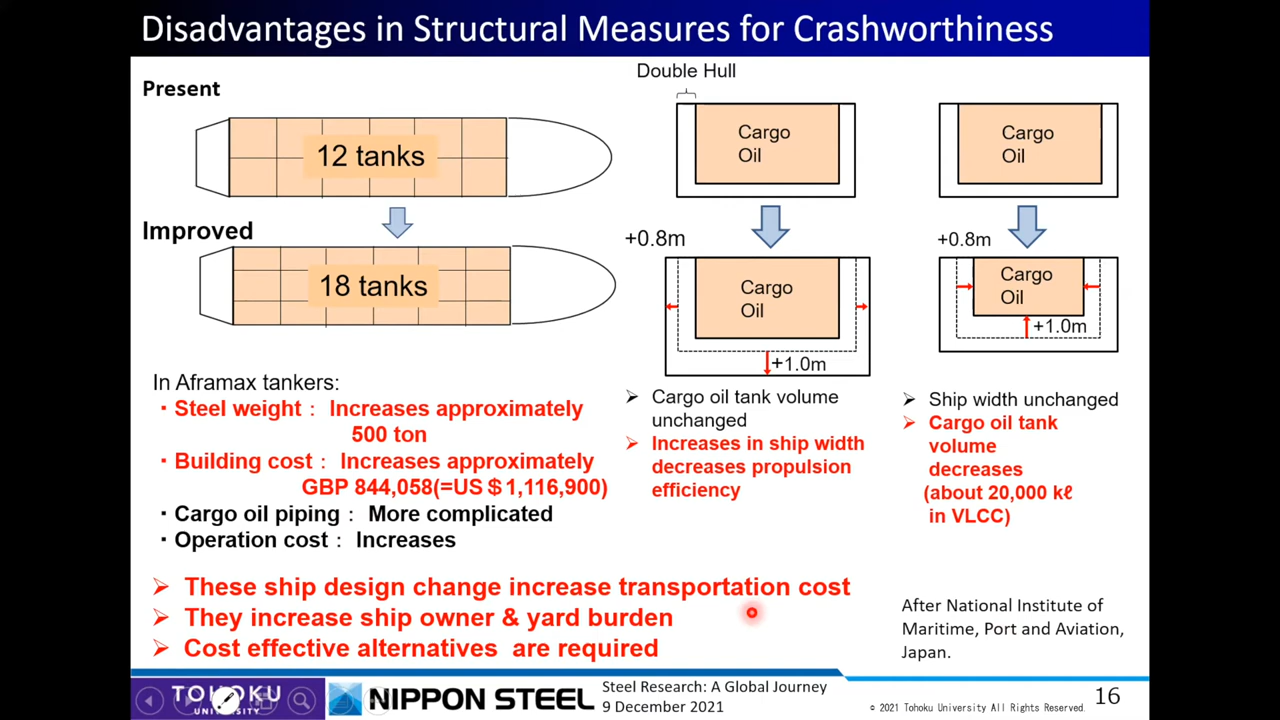 Disadvantages in Structural Measures for Crashworthiness
Present
12 tanks
Improved
18 tanks
In Aframax tankers:
・Steel weight： Increases approximately
500 ton
・Building cost： Increases approximately
GBP 844,058(=US＄1,116,900)
・Cargo oil piping： More complicated
・Operation cost： Increases
Double Hull
Cargo
Oil
+0.8m
Cargo
Oil
+1.0m
➢ Cargo oil tank volume
unchanged
➢ Increases in ship width
decreases propulsion
efficiency
Cargo
Oil
+0.8m
Cargo
Oil
+1.0m
➢ Ship width unchanged
➢ Cargo oil tank
volume
decreases
(about 20,000 kℓ
in VLCC)
➢ These ship design change increase transportation cost
➢ They increase ship owner & yard burden
➢ Cost effective alternatives are required
After National Institute of
Maritime, Port and Aviation,
Japan.
TOHOKU
UNIVERSITY
NIPPON STEEL
Steel Research: A Global Journey
9 December 2021
16
© 2021 Tohoku University All Rights Reserved.